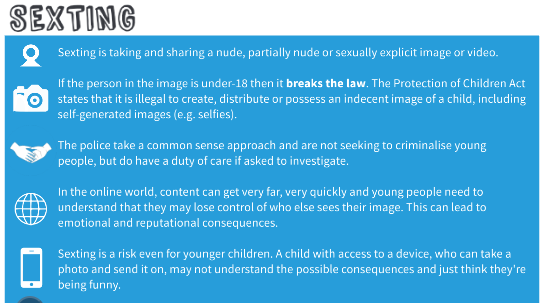 SEXTING
Sexting is taking and sharing a nude, partially nude or sexually explicit image or video.
If the person in the image is under-18 then it breaks the law. The Protection of Children Act
states that it is illegal to create, distribute or possess an indecent image of a child, including
self-generated images (e.g. selfies).
The police take a common sense approach and are not seeking to criminalise young
people, but do have a duty of care if asked to investigate.
In the online world, content can get very far, very quickly and young people need to
understand that they may lose control of who else sees their image. This can lead to
emotional and reputational consequences.
Sexting is a risk even for younger children. A child with access to a device, who can take a
photo and send it on, may not understand the possible consequences and just think they're
being funny.